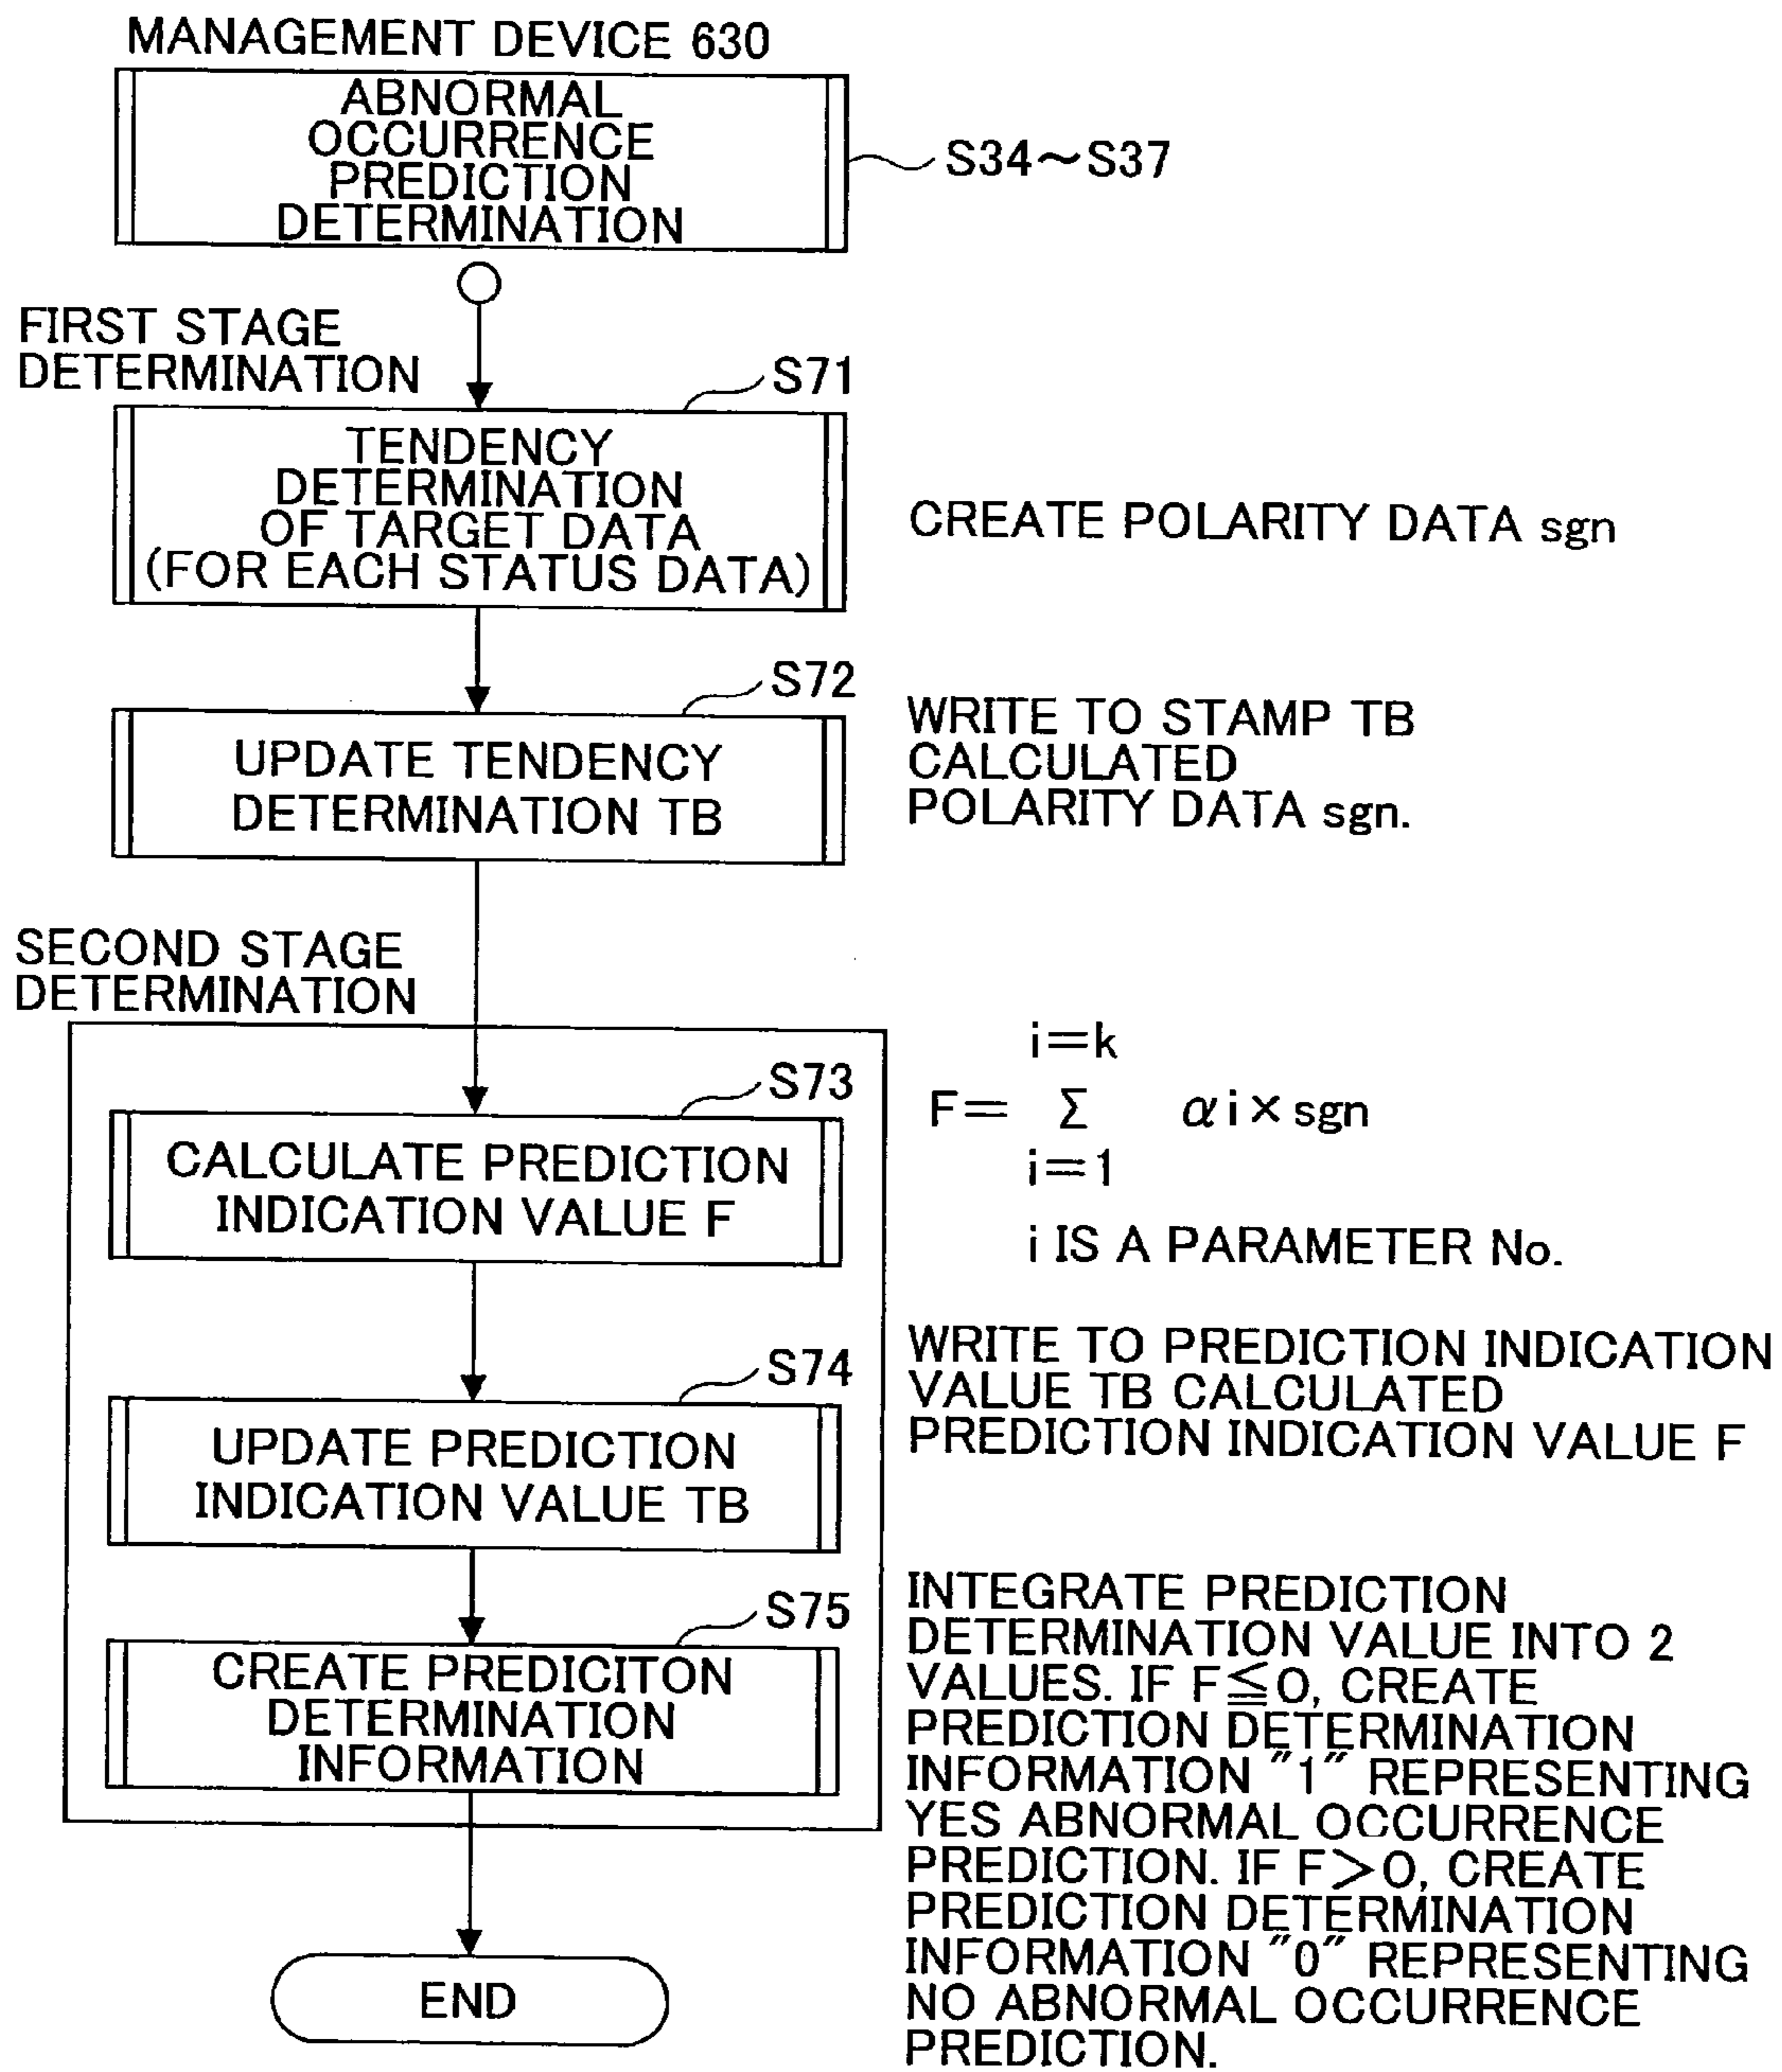 MANAGEMENT DEVICE 630
ABNORMAL
OCCURRENCE
PREDICTION
DETERMINATION
S34～S37
FIRST STAGE
DETERMINATION
S71
TENDENCY
DETERMINATION
OF TARGET DATA
(FOR EACH STATUS DATA)
CREATE POLARITY DATA sgn
S72
UPDATE TENDENCY
DETERMINATION TB
WRITE TO STAMP TB
CALCULATED
POLARITY DATA sgn.
SECOND STAGE
DETERMINATION
S73
CALCULATE PREDICTION
INDICATION VALUE F
i=k
F= Σ αi×sgn
i=1
i IS A PARAMETER No.
S74
UPDATE PREDICTION
INDICATION VALUE TB
WRITE TO PREDICTION INDICATION
VALUE TB CALCULATED
PREDICTION INDICATION VALUE F
S75
CREATE PREDICITON
DETERMINATION
INFORMATION
INTEGRATE PREDICTION
DETERMINATION VALUE INTO 2
VALUES. IF F≦0, CREATE
PREDICTION DETERMINATION
INFORMATION "1" REPRESENTING
YES ABNORMAL OCCURRENCE
PREDICTION. IF F>0, CREATE
PREDICTION DETERMINATION
INFORMATION "0" REPRESENTING
NO ABNORMAL OCCURRENCE
PREDICTION.
END